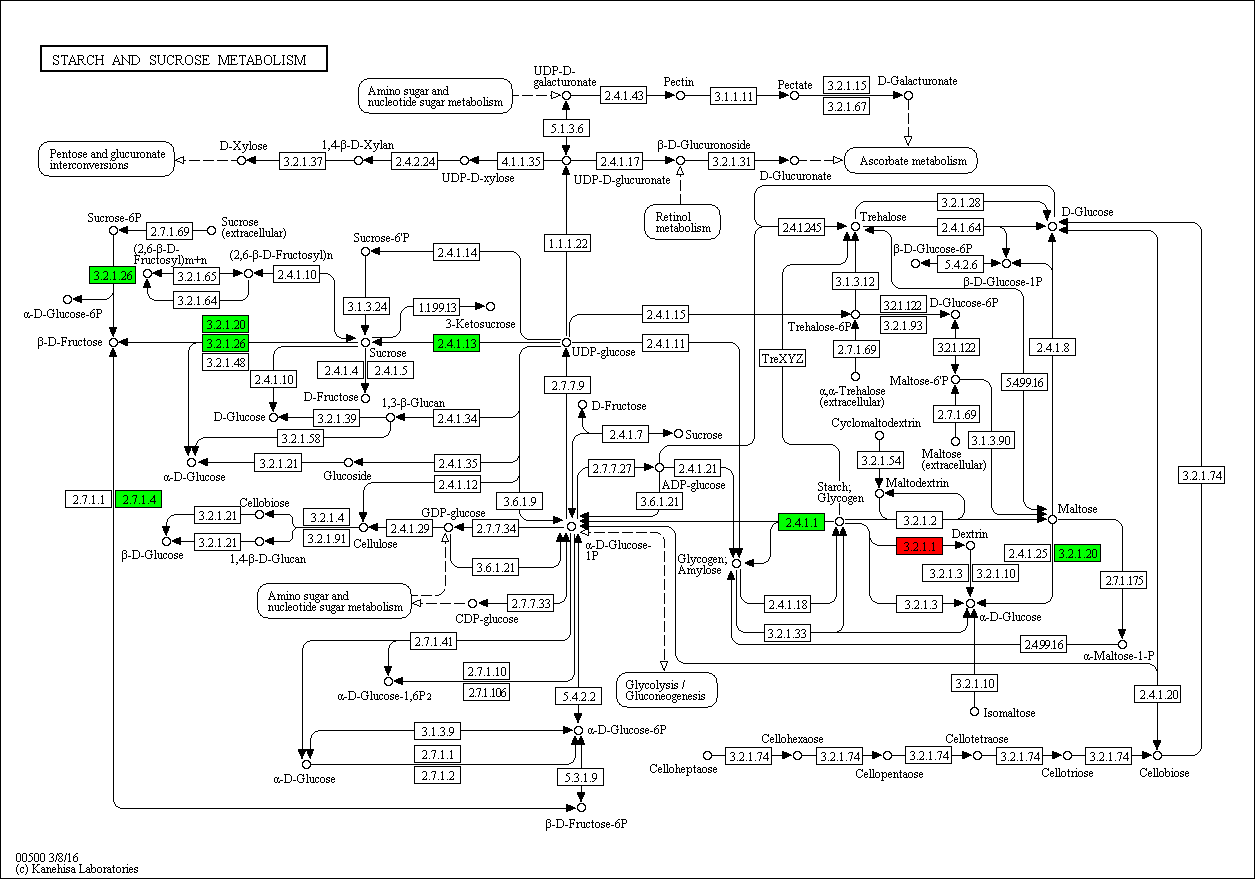 STARCH AND SUCROSE METABOLISM
UDP-D-
galacturonate
Amino sugar and
nucleotide sugar metabolism
2.4.1.43
Pectin
3.1.1.11
Pectate
3.2.1.15
3.2.1.67
D-Galacturonate
5.1.3.6
Pentose and glucuronate
interconversions
D-Xylose
3.2.1.37
1,4-β-D-Xylan
2.4.2.24
UDP-D-xylose
4.1.1.35
2.4.1.17
UDP-D-glucuronate
β-D-Glucuronoside
3.2.1.31
D-Glucuronate
Ascorbate metabolism
Retinol
metabolism
Sucrose-6P
2.7.1.69
Sucrose
(extracellular)
(2,6-β-D-
Fructosyl)m+n
(2,6-β-D-Fructosyl)n
Sucrose-6'P
2.4.1.14
1.1.1.22
2.4.1.245
Trehalose
3.2.1.28
2.4.1.64
D-Glucose
β-D-Glucose-6P
5.4.2.6
β-D-Glucose-1P
3.2.1.26
3.2.1.65
2.4.1.10
3.2.1.64
α-D-Glucose-6P
3.1.3.24
1.1.99.13
3-Ketosucrose
3.1.3.12
2.4.1.15
Trehalose-6P
3.2.1.122
3.2.1.93
D-Glucose-6P
β-D-Fructose
3.2.1.20
3.2.1.26
3.2.1.48
Sucrose
2.4.1.13
UDP-glucose
2.4.1.11
2.7.1.69
3.2.1.122
2.4.1.8
TreXYZ
2.4.1.10
2.4.1.4
2.4.1.5
D-Fructose
2.7.7.9
α,α-Trehalose
(extracellular)
Maltose-6'P
5.4.99.16
D-Glucose
3.2.1.39
1,3-β-Glucan
2.4.1.34
D-Fructose
2.7.1.69
3.2.1.58
2.4.1.7
Sucrose
Cyclomaltodextrin
3.1.3.90
Maltose
(extracellular)
α-D-Glucose
3.2.1.21
Glucoside
2.4.1.35
2.7.7.27
2.4.1.21
ADP-glucose
3.2.1.54
3.2.1.74
2.4.1.12
3.6.1.9
3.6.1.21
Starch;
Glycogen
Maltodextrin
2.7.1.1
2.7.1.4
Cellobiose
3.2.1.21
3.2.1.4
3.2.1.91
2.4.1.29
GDP-glucose
2.7.7.34
α-D-Glucose-
1P
2.4.1.1
3.2.1.2
Maltose
β-D-Glucose
3.2.1.21
1,4-β-D-Glucan
Cellulose
3.6.1.21
Glycogen;
Amylose
3.2.1.1
Dextrin
2.4.1.25
3.2.1.20
3.2.1.3
3.2.1.10
2.7.1.175
Amino sugar and
nucleotide sugar metabolism
CDP-glucose
2.7.7.33
2.4.1.18
3.2.1.3
α-D-Glucose
3.2.1.33
2.7.1.41
2.4.99.16
α-Maltose-1-P
α-D-Glucose-1,6P2
2.7.1.10
2.7.1.106
5.4.2.2
Glycolysis /
Gluconeogenesis
3.2.1.10
Isomaltose
2.4.1.20
3.1.3.9
α-D-Glucose-6P
α-D-Glucose
2.7.1.1
2.7.1.2
5.3.1.9
β-D-Fructose-6P
Celloheptaose
3.2.1.74
Cellohexaose
3.2.1.74
Cellopentaose
3.2.1.74
Cellotetraose
3.2.1.74
Cellotriose
3.2.1.74
Cellobiose
00500 3/8/16
(c) Kanehisa Laboratories